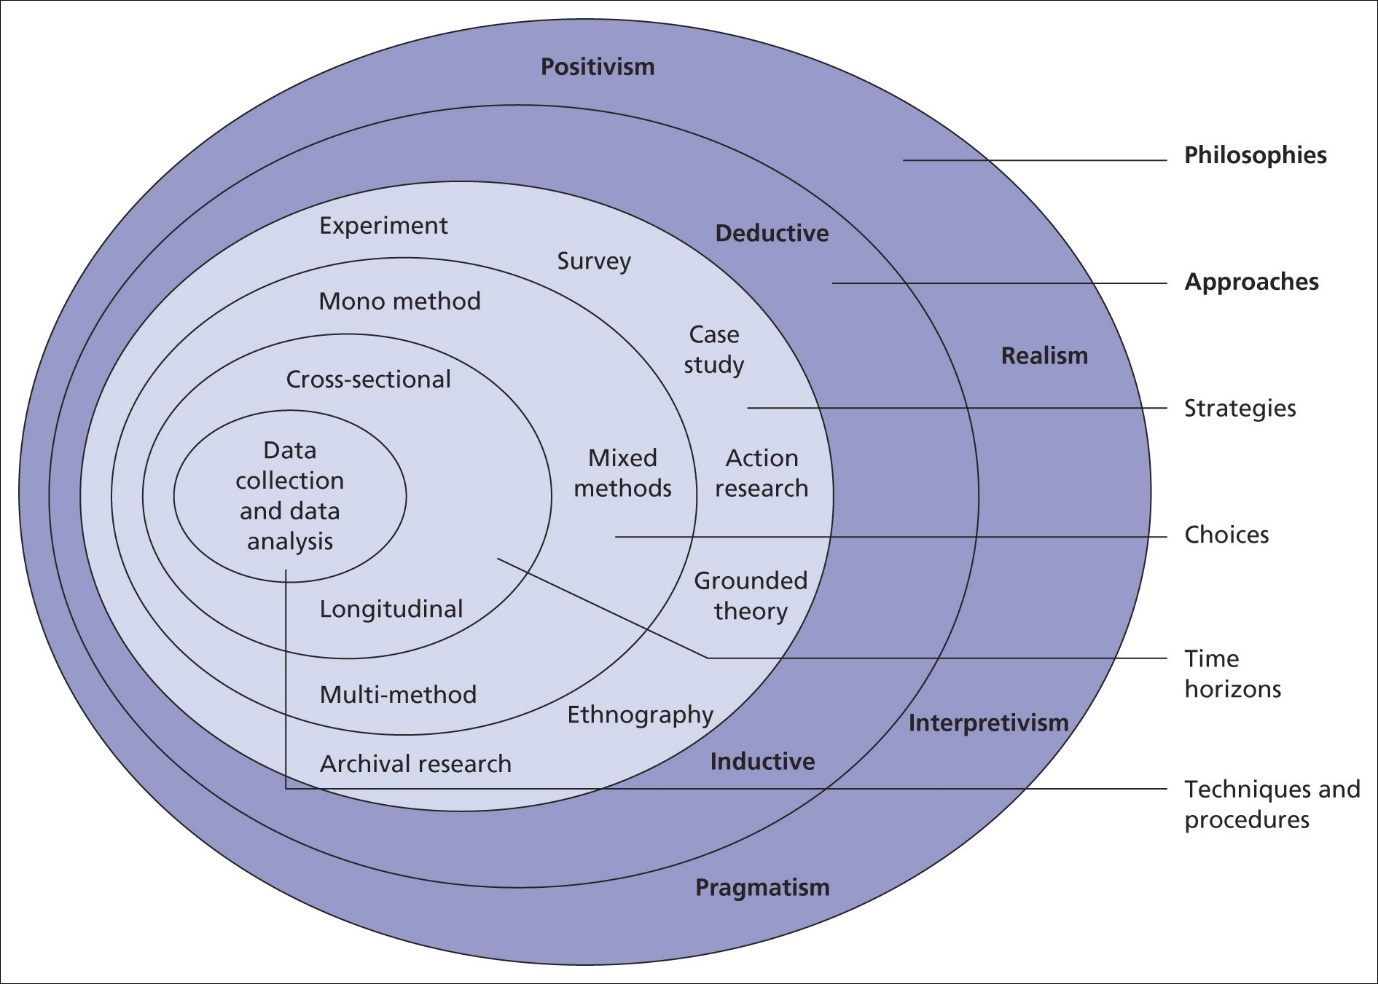 Positivism
Philosophies
Experiment
Deductive
Survey
Approaches
Mono method
Case
study
Realism
Cross-sectional
Strategies
Data
collection
and data
analysis
Mixed
methods
Action
research
Choices
Grounded
theory
Longitudinal
Time
horizons
Multi-method
Ethnography
Interpretivism
Archival research
Inductive
Techniques and
procedures
Pragmatism